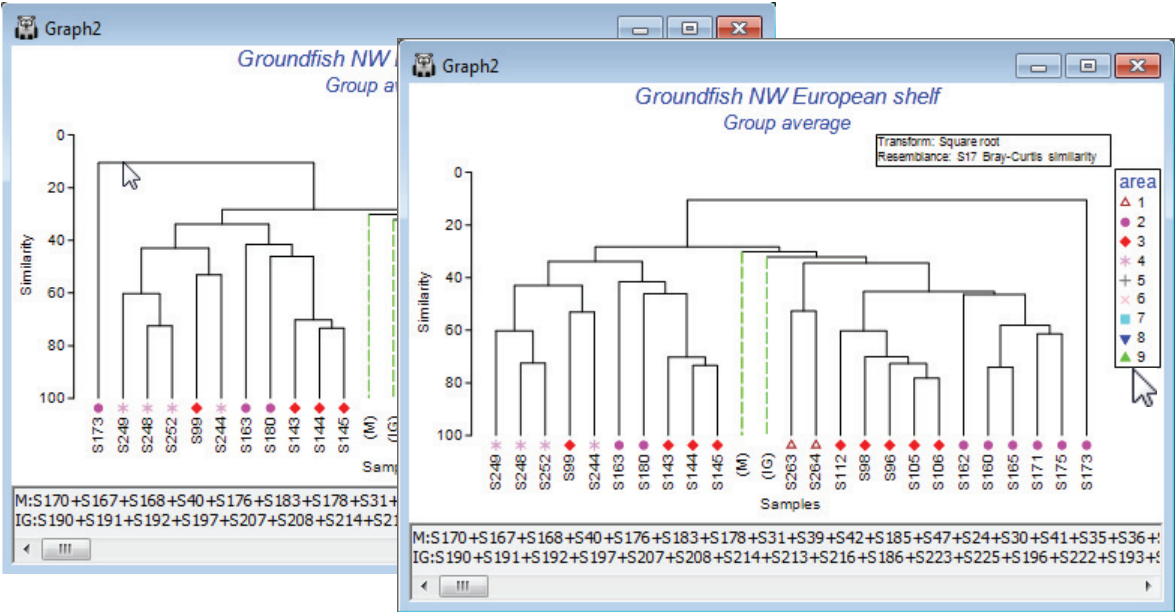 Graph2
Groundfish NW
Group av
0
20
40
60
80
100
Similarity
S173
S249
S248
S252
S99
S244
S163
S180
S143
S144
S145
(M)
(IG)
Samp
M:S170+S167+S168+S40+S176+S183+S178+S31+
IG:S190+S191+S192+S197+S207+S208+S214+S21
Graph2
Groundfish NW European shelf
Group average
Transform: Square root
Resemblance: S17 Bray-Curtis similarity
area
1
2
3
4
5
6
7
8
9
0
20
40
60
80
100
Similarity
S249
S248
S252
S99
S244
S163
S180
S143
S144
S145
(M)
(IG)
S263
S264
S112
S98
S96
S105
S106
S162
S160
S165
S171
S175
S173
Samples
M:S170+S167+S168+S40+S176+S183+S178+S31+S39+S42+S185+S47+S24+S30+S41+S35+S36+
IG:S190+S191+S192+S197+S207+S208+S214+S213+S216+S186+S223+S225+S196+S222+S193+